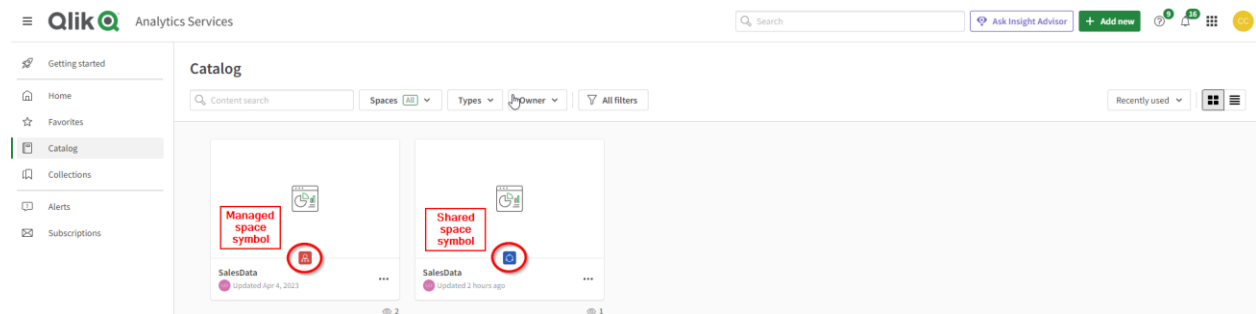 Qlik Analytics Services
Search
Ask Insight Advisor
+ Add new
9
16
CC
Getting started
Home
Favorites
Catalog
Collections
Alerts
Subscriptions
Catalog
Content search
Spaces All
Types
Owner
All filters
Recently used
Managed
space
symbol
SalesData
Updated Apr 4, 2023
2
Shared
space
symbol
SalesData
Updated 2 hours ago
1